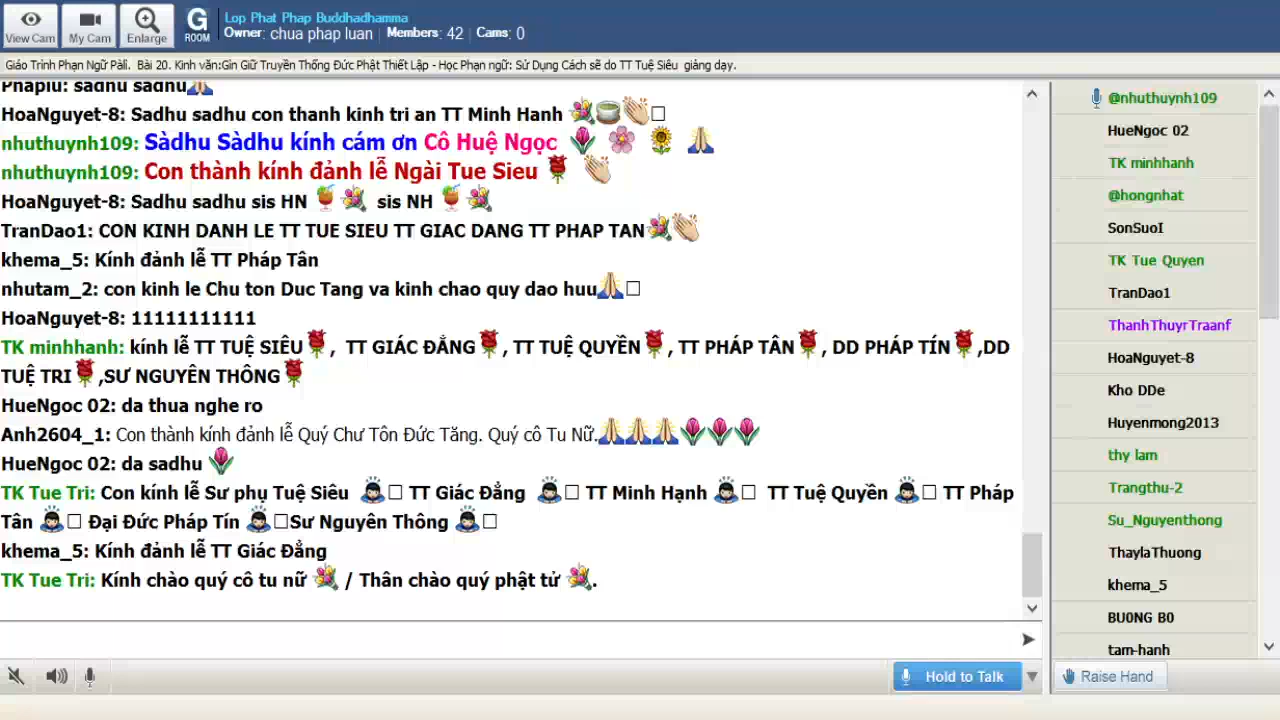 View Cam
My Cam
Enlarge
G
ROOM
Lop Phat Phap Buddhadhamma
Owner: chua phap luan Members: 42 Cams: 0
Giáo Trình Phạn Ngữ Pāli. Bài 20. Kinh văn:Gìn Giữ Truyền Thống Đức Phật Thiết Lập - Học Phạn ngữ: Sử Dụng Cách sẽ do TT Tuệ Siêu giảng dạy.
sadhu sadhu🙏
HoaNguyet-8: Sadhu sadhu con thanh kinh tri an TT Minh Hanh 💐🍵👏
nhuthuynh109: Sàdhu Sàdhu kính cám ơn Cô Huệ Ngọc 🌷 🌸 🌻 🙏
nhuthuynh109: Con thành kính đảnh lễ Ngài Tue Sieu 🌹 👏
HoaNguyet-8: Sadhu sadhu sis HN 🍹💐 sis NH 🍹💐
TranDao1: CON KINH DANH LE TT TUE SIEU TT GIAC DANG TT PHAP TAN💐👏
khema_5: Kính đảnh lễ TT Pháp Tân
nhutam_2: con kinh le Chu ton Duc Tang va kinh chao quy dao huu🙏
HoaNguyet-8: 11111111111
TK minhhanh: kính lễ TT TUỆ SIÊU🌹, TT GIÁC ĐẲNG🌹, TT TUỆ QUYỀN🌹, TT PHÁP TÂN🌹, DD PHÁP TÍN🌹,DD
TUỆ TRI🌹,SƯ NGUYÊN THÔNG🌹
HueNgoc 02: da thua nghe ro
Anh2604_1: Con thành kính đảnh lễ Quý Chư Tôn Đức Tăng. Quý cô Tu Nữ.🙏🙏🙏🌷🌷🌷
HueNgoc 02: da sadhu 🌷
TK Tue Tri: Con kính lễ Sư phụ Tuệ Siêu 🙇 TT Giác Đẳng 🙇 TT Minh Hạnh 🙇 TT Tuệ Quyền 🙇 TT Pháp
Tân 🙇 Đại Đức Pháp Tín 🙇Sư Nguyên Thông 🙇
khema_5: Kính đảnh lễ TT Giác Đẳng
TK Tue Tri: Kính chào quý cô tu nữ 💐 / Thân chào quý phật tử 💐.
@nhuthuynh109
HueNgoc 02
TK minhhanh
@hongnhat
SonSuoI
TK Tue Quyen
TranDao1
ThanhThuyrTraanf
HoaNguyet-8
Kho DDe
Huyenmong2013
thy lam
Trangthu-2
Su_Nguyenthong
ThaylaThuong
khema_5
BU0NG B0
tam-hanh
Hold to Talk
Raise Hand